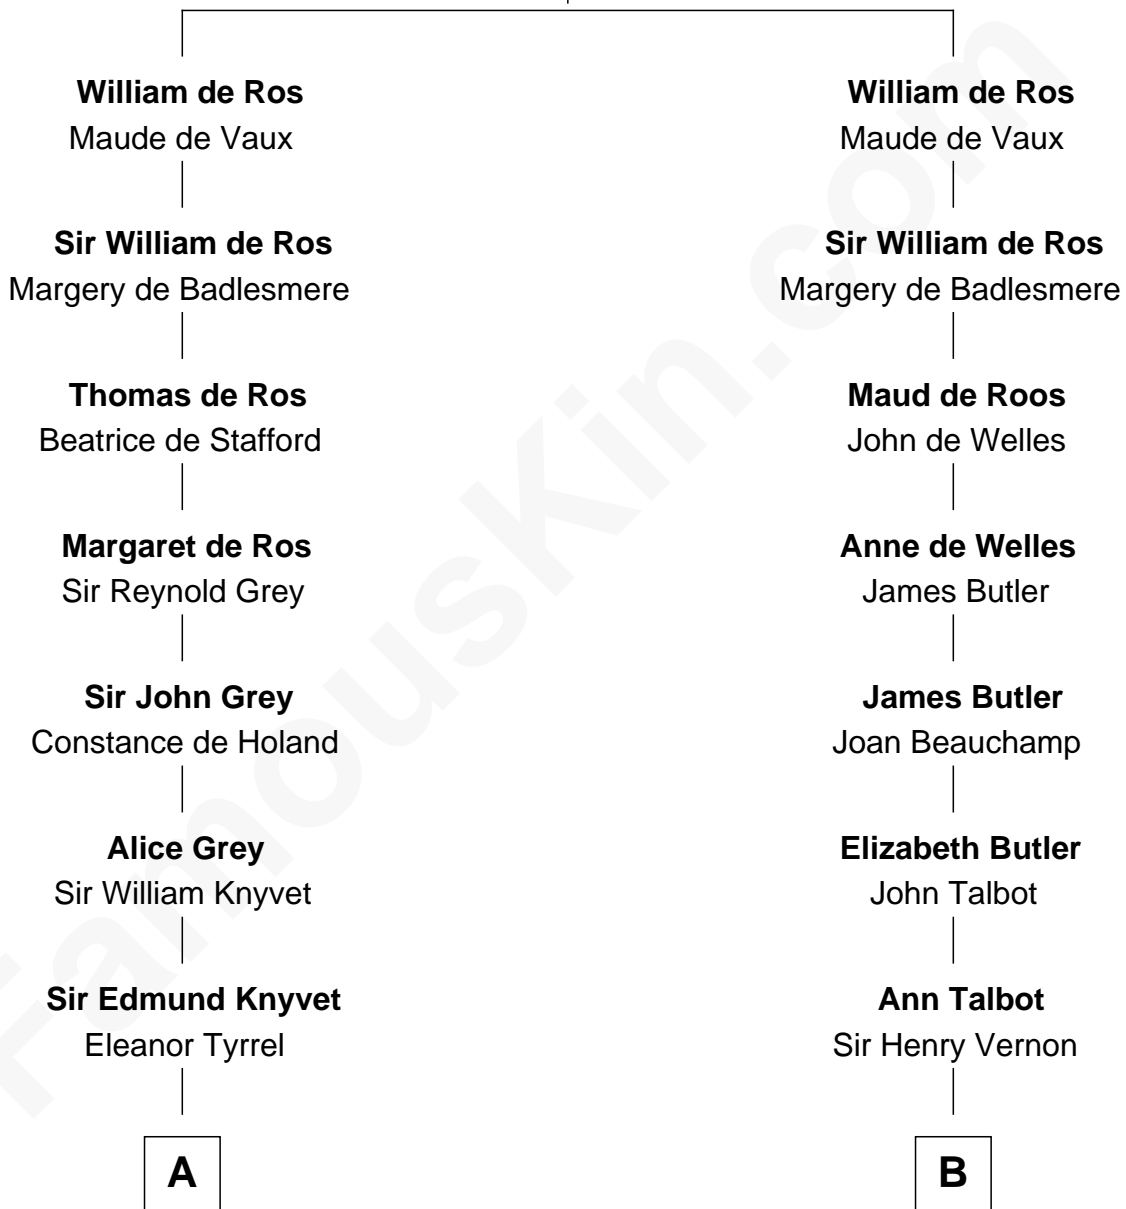 William de Ros
Maude de Vaux
Sir William de Ros
Margery de Badlesmere
Thomas de Ros
Beatrice de Stafford
Margaret de Ros
Sir Reynold Grey
Sir John Grey
Constance de Holand
Alice Grey
Sir William Knyvet
Sir Edmund Knyvet
Eleanor Tyrrel
A
William de Ros
Maude de Vaux
Sir William de Ros
Margery de Badlesmere
Maud de Roos
John de Welles
Anne de Welles
James Butler
James Butler
Joan Beauchamp
Elizabeth Butler
John Talbot
Ann Talbot
Sir Henry Vernon
B
FamousKin.com